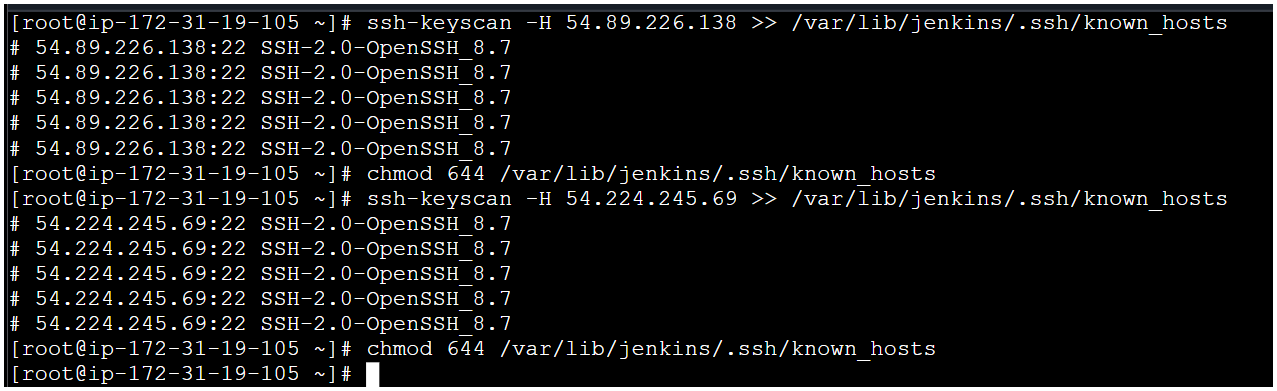 [root@ip-172-31-19-105 ~]# ssh-keyscan -H 54.89.226.138 >> /var/lib/jenkins/.ssh/known_hosts
# 54.89.226.138:22 SSH-2.0-OpenSSH_8.7
# 54.89.226.138:22 SSH-2.0-OpenSSH_8.7
# 54.89.226.138:22 SSH-2.0-OpenSSH_8.7
# 54.89.226.138:22 SSH-2.0-OpenSSH_8.7
# 54.89.226.138:22 SSH-2.0-OpenSSH_8.7
[root@ip-172-31-19-105 ~]# chmod 644 /var/lib/jenkins/.ssh/known_hosts
[root@ip-172-31-19-105 ~]# ssh-keyscan -H 54.224.245.69 >> /var/lib/jenkins/.ssh/known_hosts
# 54.224.245.69:22 SSH-2.0-OpenSSH_8.7
# 54.224.245.69:22 SSH-2.0-OpenSSH_8.7
# 54.224.245.69:22 SSH-2.0-OpenSSH_8.7
# 54.224.245.69:22 SSH-2.0-OpenSSH_8.7
# 54.224.245.69:22 SSH-2.0-OpenSSH_8.7
[root@ip-172-31-19-105 ~]# chmod 644 /var/lib/jenkins/.ssh/known_hosts
[root@ip-172-31-19-105 ~]#